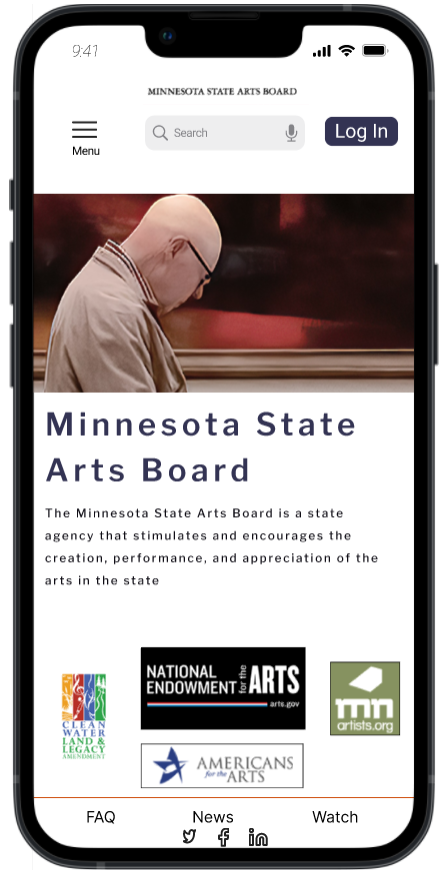 9:41
MINNESOTA STATE ARTS BOARD
Menu
Search
Log In
Minnesota State
Arts Board
The Minnesota State Arts Board is a state
agency that stimulates and encourages the
creation, performance, and appreciation of the
arts in the state
CLEAN
WATER
LAND &
LEGACY
AMENDMENT
NATIONAL
ENDOWMENT
for the
ARTS
arts.gov
mn
artists.org
AMERICANS
for the
ARTS
FAQ
News
Watch
in